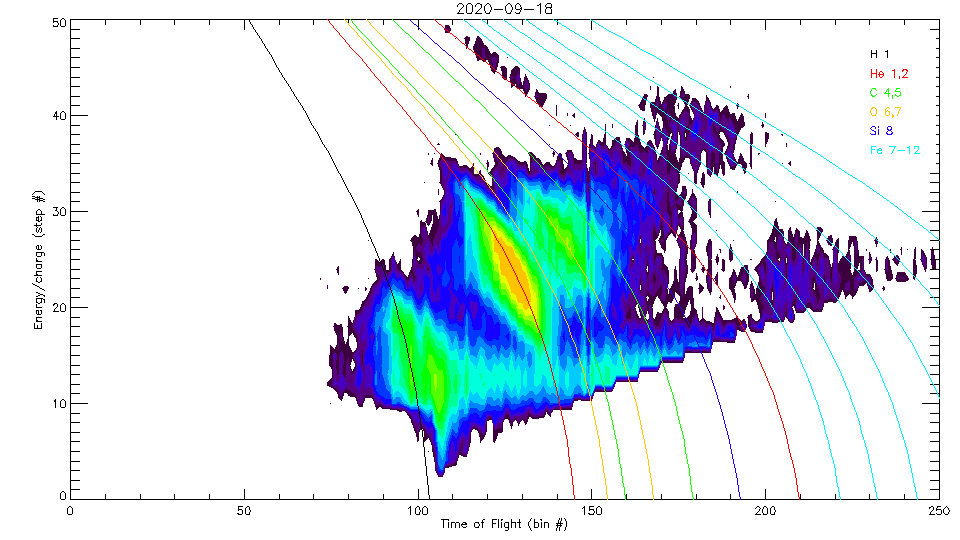 2020-09-18
50
40
30
20
10
0
Energy/charge (step #)
H 1
He 1,2
C 4,5
O 6,7
Si 8
Fe 7-12
0 50 100 150 200 250
Time of Flight (bin #)